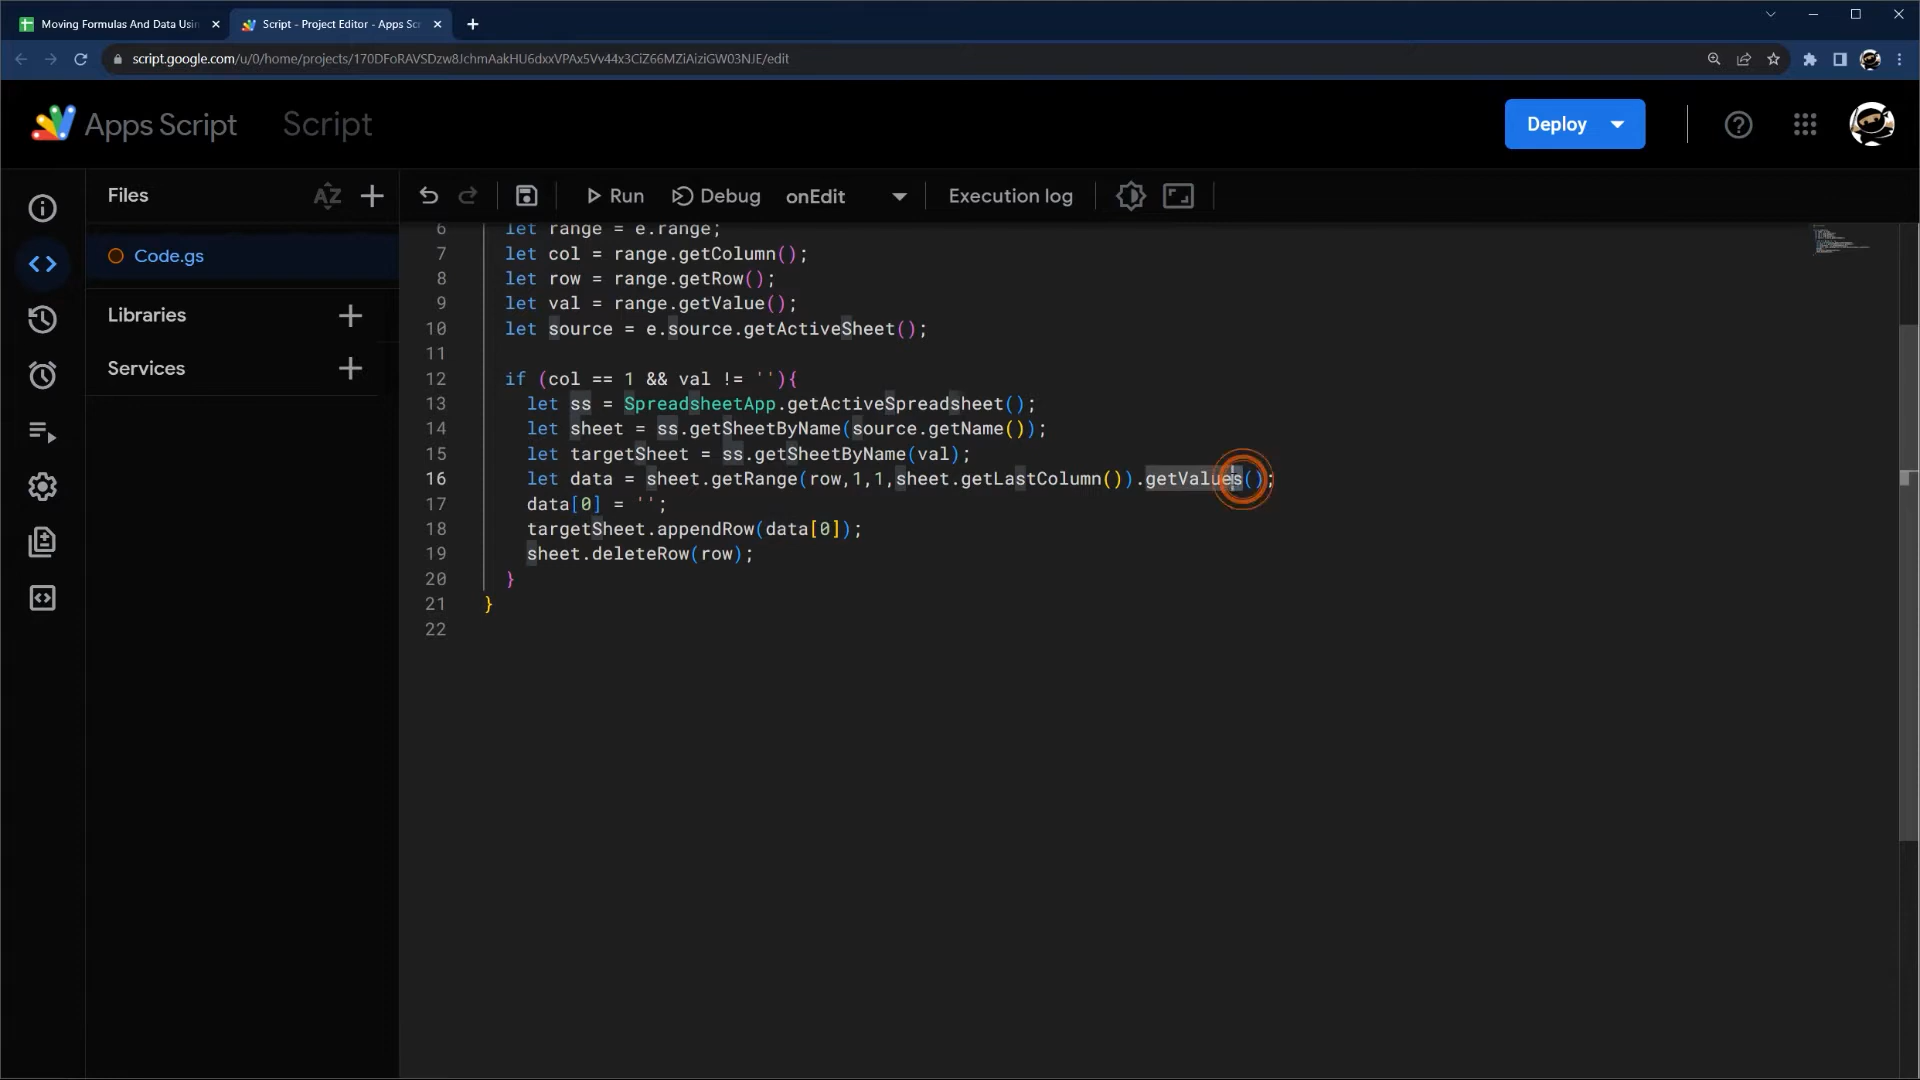 Moving Formulas And Data Usin
Script - Project Editor - Apps Sc
script.google.com/u/0/home/projects/170DFoRAVSDzw8JchmAakHU6dxxVPAx5Vv44x3CiZ66MZiAiziGW03NJE/edit
Apps Script Script
Deploy
Files
Run Debug onEdit Execution log
Code.gs
Libraries
Services
6 let range = e.range;
7 let col = range.getColumn();
8 let row = range.getRow();
9 let val = range.getValue();
10 let source = e.source.getActiveSheet();
11
12 if (col == 1 && val != ''){
13 let ss = SpreadsheetApp.getActiveSpreadsheet();
14 let sheet = ss.getSheetByName(source.getName());
15 let targetSheet = ss.getSheetByName(val);
16 let data = sheet.getRange(row,1,1,sheet.getLastColumn()).getValues();
17 data[0] = '';
18 targetSheet.appendRow(data[0]);
19 sheet.deleteRow(row);
20 }
21 }
22